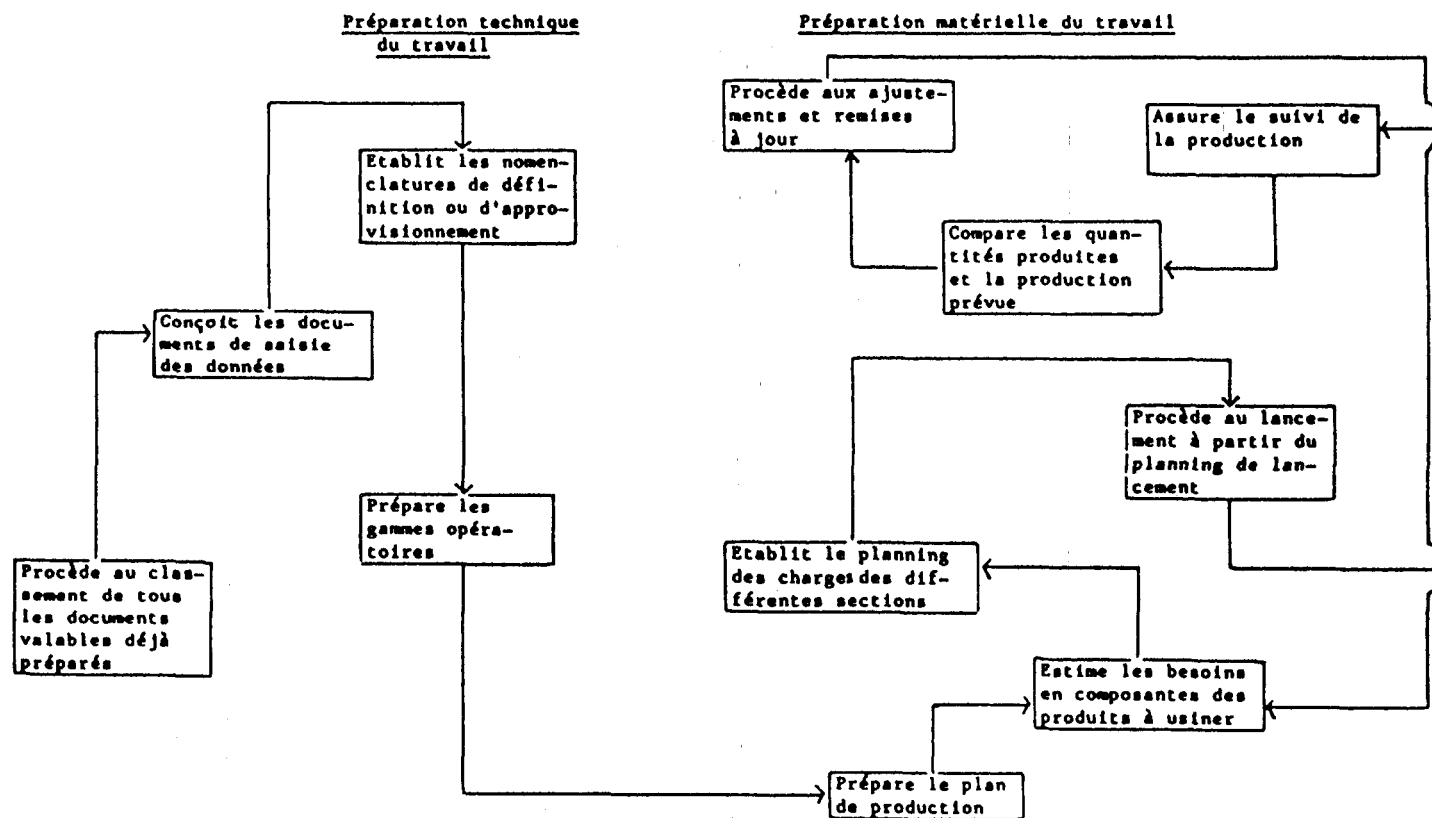 Préparation technique
du travail
Préparation matérielle du travail
Procède au clas-
sement de tous
les documents
valables déjà
préparés
Conçoit les docu-
ments de saisie
des données
Etablit les nomen-
clatures de défi-
nition ou d'appro-
visionnement
Prépare les
gammes opéra-
toires
Prépare le plan
de production
Estime les besoins
en composantes des
produits à usiner
Etablit le planning
des charges des dif-
férentes sections
Procède au lance-
ment à partir du
planning de lan-
cement
Assure le suivi de
la production
Compare les quan-
tités produites
et la production
prévue
Procède aux ajuste-
ments et remises
à jour